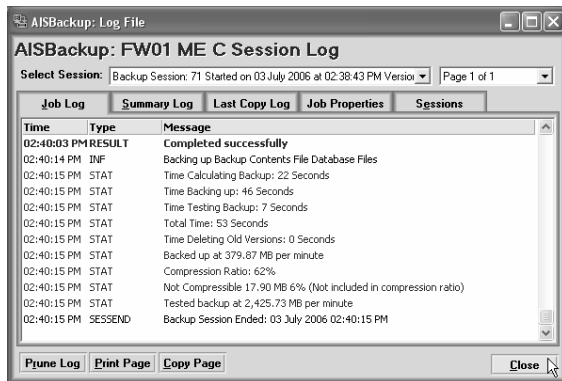 AISBackup: Log File
AISBackup: FW01 ME C Session Log
Select Session: Backup Session: 71 Started on 03 July 2006 at 02:38:43 PM Version Page 1 of 1
Job Log Summary Log Last Copy Log Job Properties Sessions
Time Type Message
02:40:03 PM RESULT Completed successfully
02:40:14 PM INF Backing up Backup Contents File Database Files
02:40:15 PM STAT Time Calculating Backup: 22 Seconds
02:40:15 PM STAT Time Backing up: 46 Seconds
02:40:15 PM STAT Time Testing Backup: 7 Seconds
02:40:15 PM STAT Total Time: 53 Seconds
02:40:15 PM STAT Time Deleting Old Versions: 0 Seconds
02:40:15 PM STAT Backed up at 379.87 MB per minute
02:40:15 PM STAT Compression Ratio: 62%
02:40:15 PM STAT Not Compressible 17.90 MB 6% (Not included in compression ratio)
02:40:15 PM STAT Tested backup at 2,425.73 MB per minute
02:40:15 PM SESSEND Backup Session Ended: 03 July 2006 02:40:15 PM
Prune Log Print Page Copy Page Close